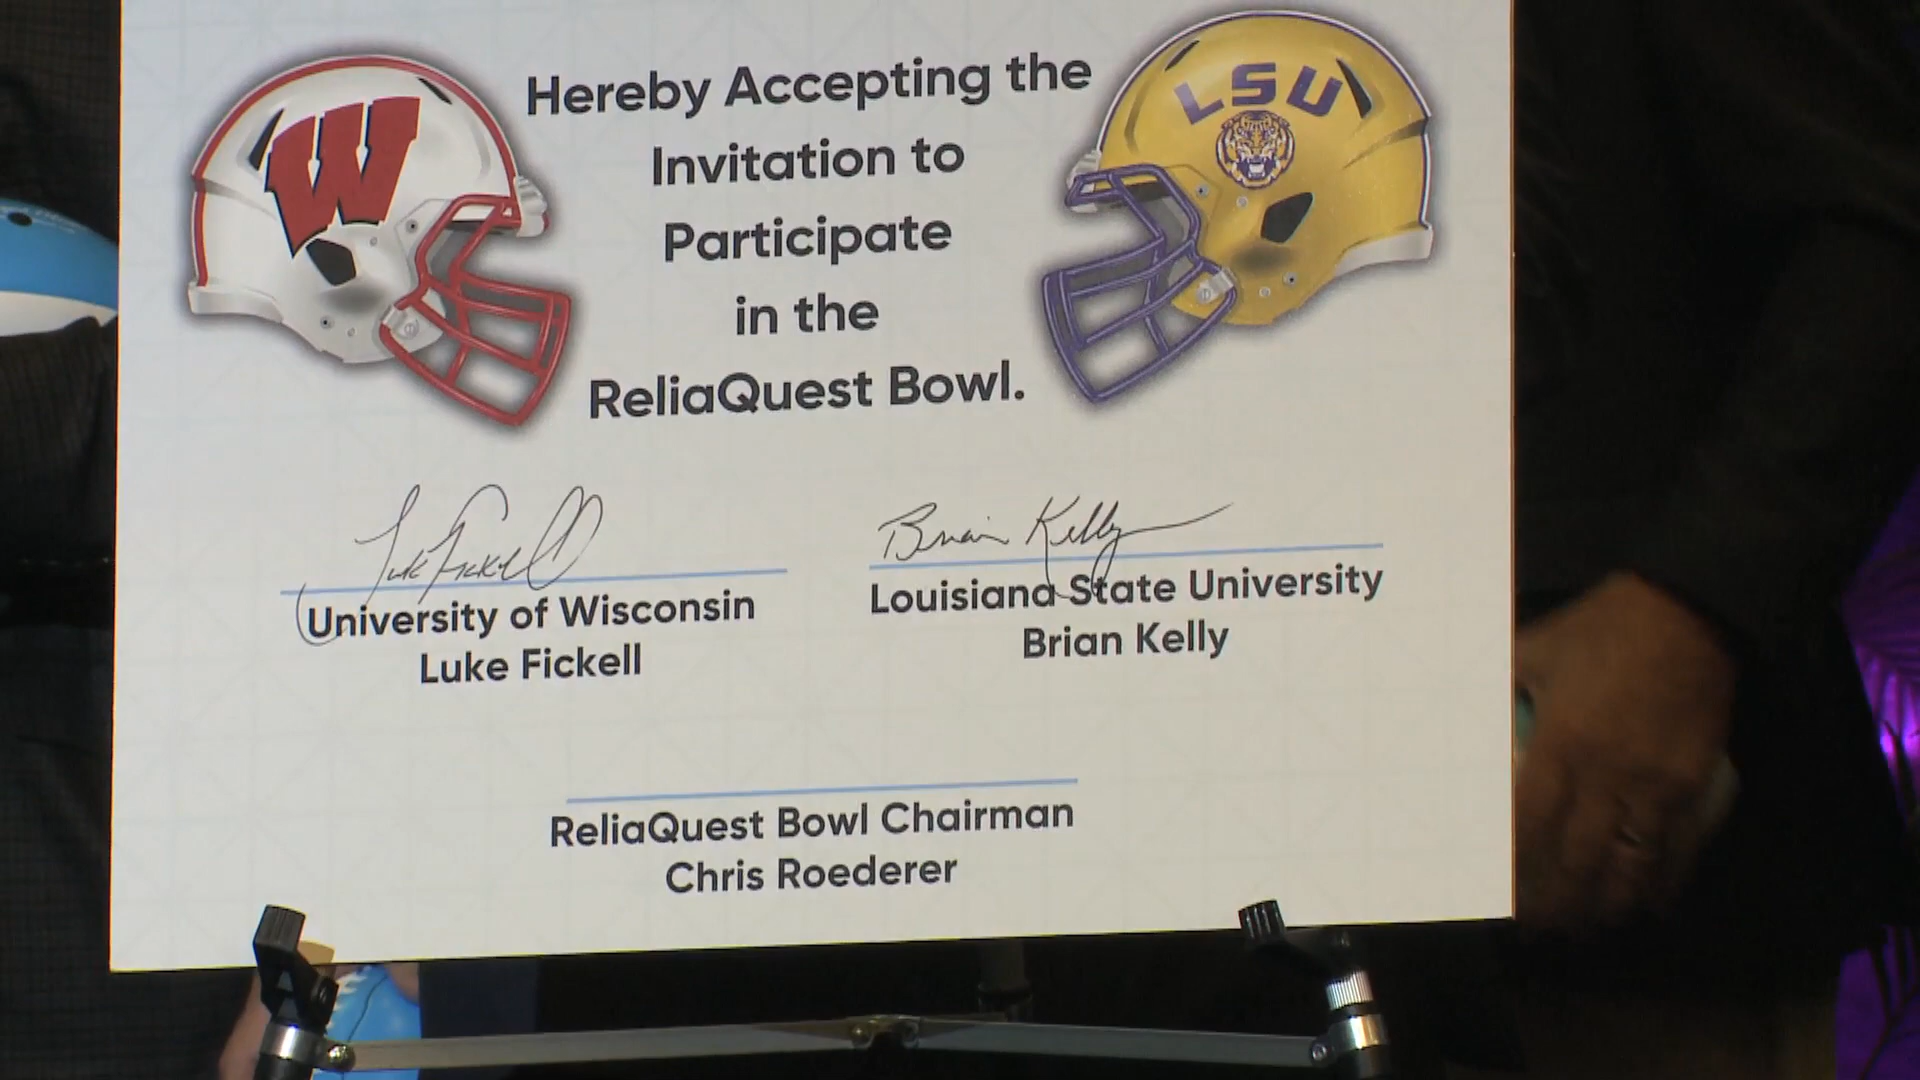 W
LSU
Hereby Accepting the
Invitation to
Participate
in the
ReliaQuest Bowl.
Luke Fickell
Brian Kelly
University of Wisconsin
Luke Fickell
Louisiana State University
Brian Kelly
ReliaQuest Bowl Chairman
Chris Roederer